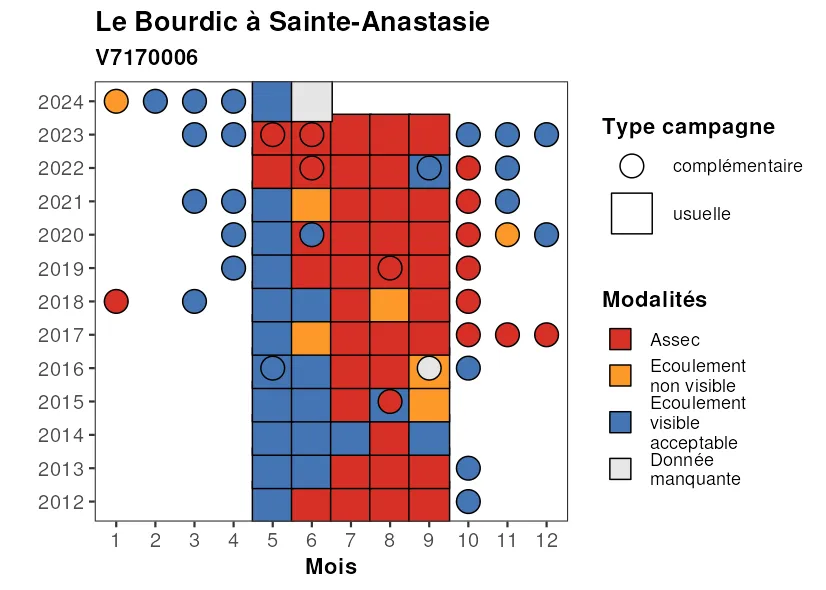 Le Bourdic à Sainte-Anastasie
V7170006
2024
2023
2022
2021
2020
2019
2018
2017
2016
2015
2014
2013
2012
1 2 3 4 5 6 7 8 9 10 11 12
Mois
Type campagne
complémentaire
usuelle
Modalités
Assec
Ecoulement
non visible
Ecoulement
visible
acceptable
Donnée
manquante